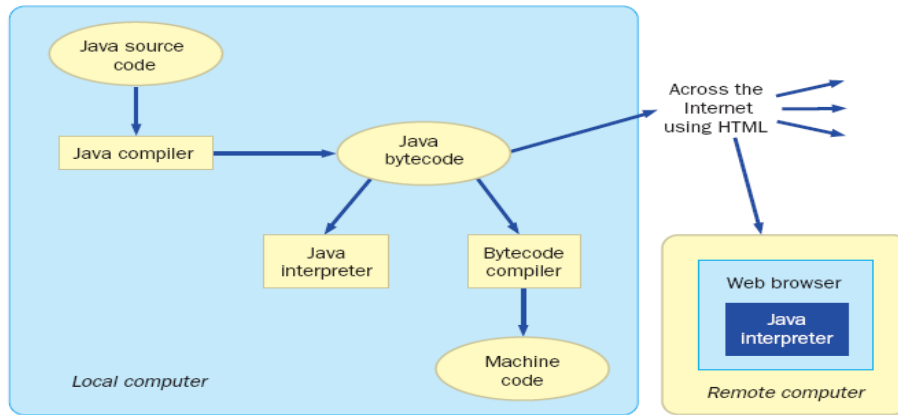 Java source
code
Java compiler
Java
bytecode
Across the
Internet
using HTML
Java
interpreter
Bytecode
compiler
Machine
code
Local computer
Web browser
Java
interpreter
Remote computer